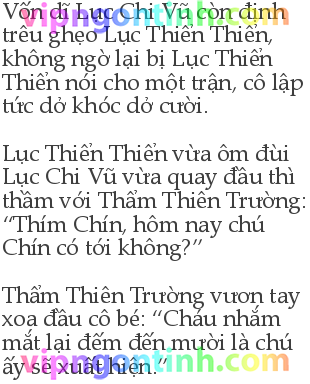 Vốn dĩ Lục Chi Vũ còn định
vipngontinh.com
trêu ghẹo Lục Thiển Thiển,
không ngờ lại bị Lục Thiển
Thiển nói cho một trận, cô lập
tức dở khóc dở cười.
Lục Thiển Thiển vừa ôm đùi
Lục Chi Vũ vừa quay đầu thì
thầm với Thẩm Thiên Trường:
“Thím Chín, hôm nay chú
Chín có tới không?”
vipngontinh.com
Thẩm Thiên Trường vươn tay
xoa đầu cô bé: “Cháu nhắm
mắt lại đếm đến mười là chú
ấy sẽ xuất hiện.”
vipngontinh.com